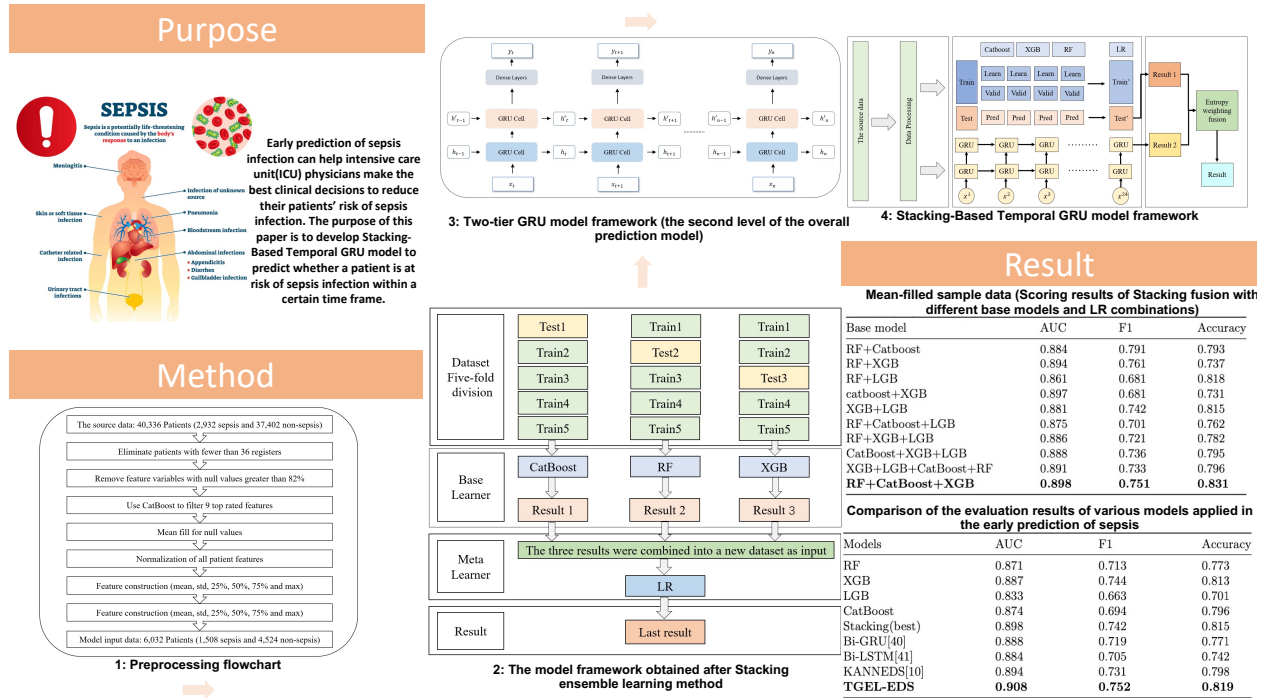 Purpose
SEPSIS
Sepsis is a potentially life-threatening
condition caused by the body's
response to an infection
Meningitis
Skin or soft tissue
infection
Catheter related
infection
Urinary tract
infections
Infection of unknown
source
Pneumonia
Bloodstream infection
Abdominal infections
• Appendicitis
• Diarrhea
• Gallbladder infection
Early prediction of sepsis
infection can help intensive care
unit(ICU) physicians make the
best clinical decisions to reduce
their patients' risk of sepsis
infection. The purpose of this
paper is to develop Stacking-
Based Temporal GRU model to
predict whether a patient is at
risk of sepsis infection within a
certain time frame.
Method
The source data: 40,336 Patients (2,932 sepsis and 37,402 non-sepsis)
Eliminate patients with fewer than 36 registers
Remove feature variables with null values greater than 82%
Use CatBoost to filter 9 top rated features
Mean fill for null values
Normalization of all patient features
Feature construction (mean, std, 25%, 50%, 75% and max)
Feature construction (mean, std, 25%, 50%, 75% and max)
Model input data: 6,032 Patients (1,508 sepsis and 4,524 non-sepsis)
1: Preprocessing flowchart
Dataset
Five-fold
division
Test1 Train1 Train1
Train2 Test2 Train2
Train3 Train3 Test3
Train4 Train4 Train4
Train5 Train5 Train5
Base
Learner
CatBoost RF XGB
Result 1 Result 2 Result 3
Meta
Learner
The three results were combined into a new dataset as input
LR
Result
Last result
2: The model framework obtained after Stacking
ensemble learning method
y_t y_{t+1} y_n
Dense Layers Dense Layers Dense Layers
h'_{t-1} GRU Cell h'_t GRU Cell h'_{t+1} ......... h'_{n-1} GRU Cell h'_n
h_{t-1} GRU Cell h_t GRU Cell h_{t+1} h_{n-1} GRU Cell h_n
x_t x_{t+1} x_n
3: Two-tier GRU model framework (the second level of the overall
prediction model)
The source data
Data Processing
Catboost XGB RF LR
Train Learn Learn Learn Learn Train'
Valid Valid Valid Valid
Test Pred Pred Pred Pred Test'
GRU GRU GRU ......... GRU
GRU GRU GRU ......... GRU
x^1 x^2 x^3 x^24
Result 1
Result 2
Entropy
weighting
fusion
Result
4: Stacking-Based Temporal GRU model framework
Result
Mean-filled sample data (Scoring results of Stacking fusion with
different base models and LR combinations)
Base model AUC F1 Accuracy
RF+Catboost 0.884 0.791 0.793
RF+XGB 0.894 0.761 0.737
RF+LGB 0.861 0.681 0.818
catboost+XGB 0.897 0.681 0.731
XGB+LGB 0.881 0.742 0.815
RF+Catboost+LGB 0.875 0.701 0.762
RF+XGB+LGB 0.886 0.721 0.782
CatBoost+XGB+LGB 0.888 0.736 0.795
XGB+LGB+CatBoost+RF 0.891 0.733 0.796
RF+CatBoost+XGB 0.898 0.751 0.831
Comparison of the evaluation results of various models applied in
the early prediction of sepsis
Models AUC F1 Accuracy
RF 0.871 0.713 0.773
XGB 0.887 0.744 0.813
LGB 0.833 0.663 0.701
CatBoost 0.874 0.694 0.796
Stacking(best) 0.898 0.742 0.815
Bi-GRU[40] 0.888 0.719 0.771
Bi-LSTM[41] 0.884 0.705 0.742
KANNEDS[10] 0.894 0.731 0.798
TGEL-EDS 0.908 0.752 0.819